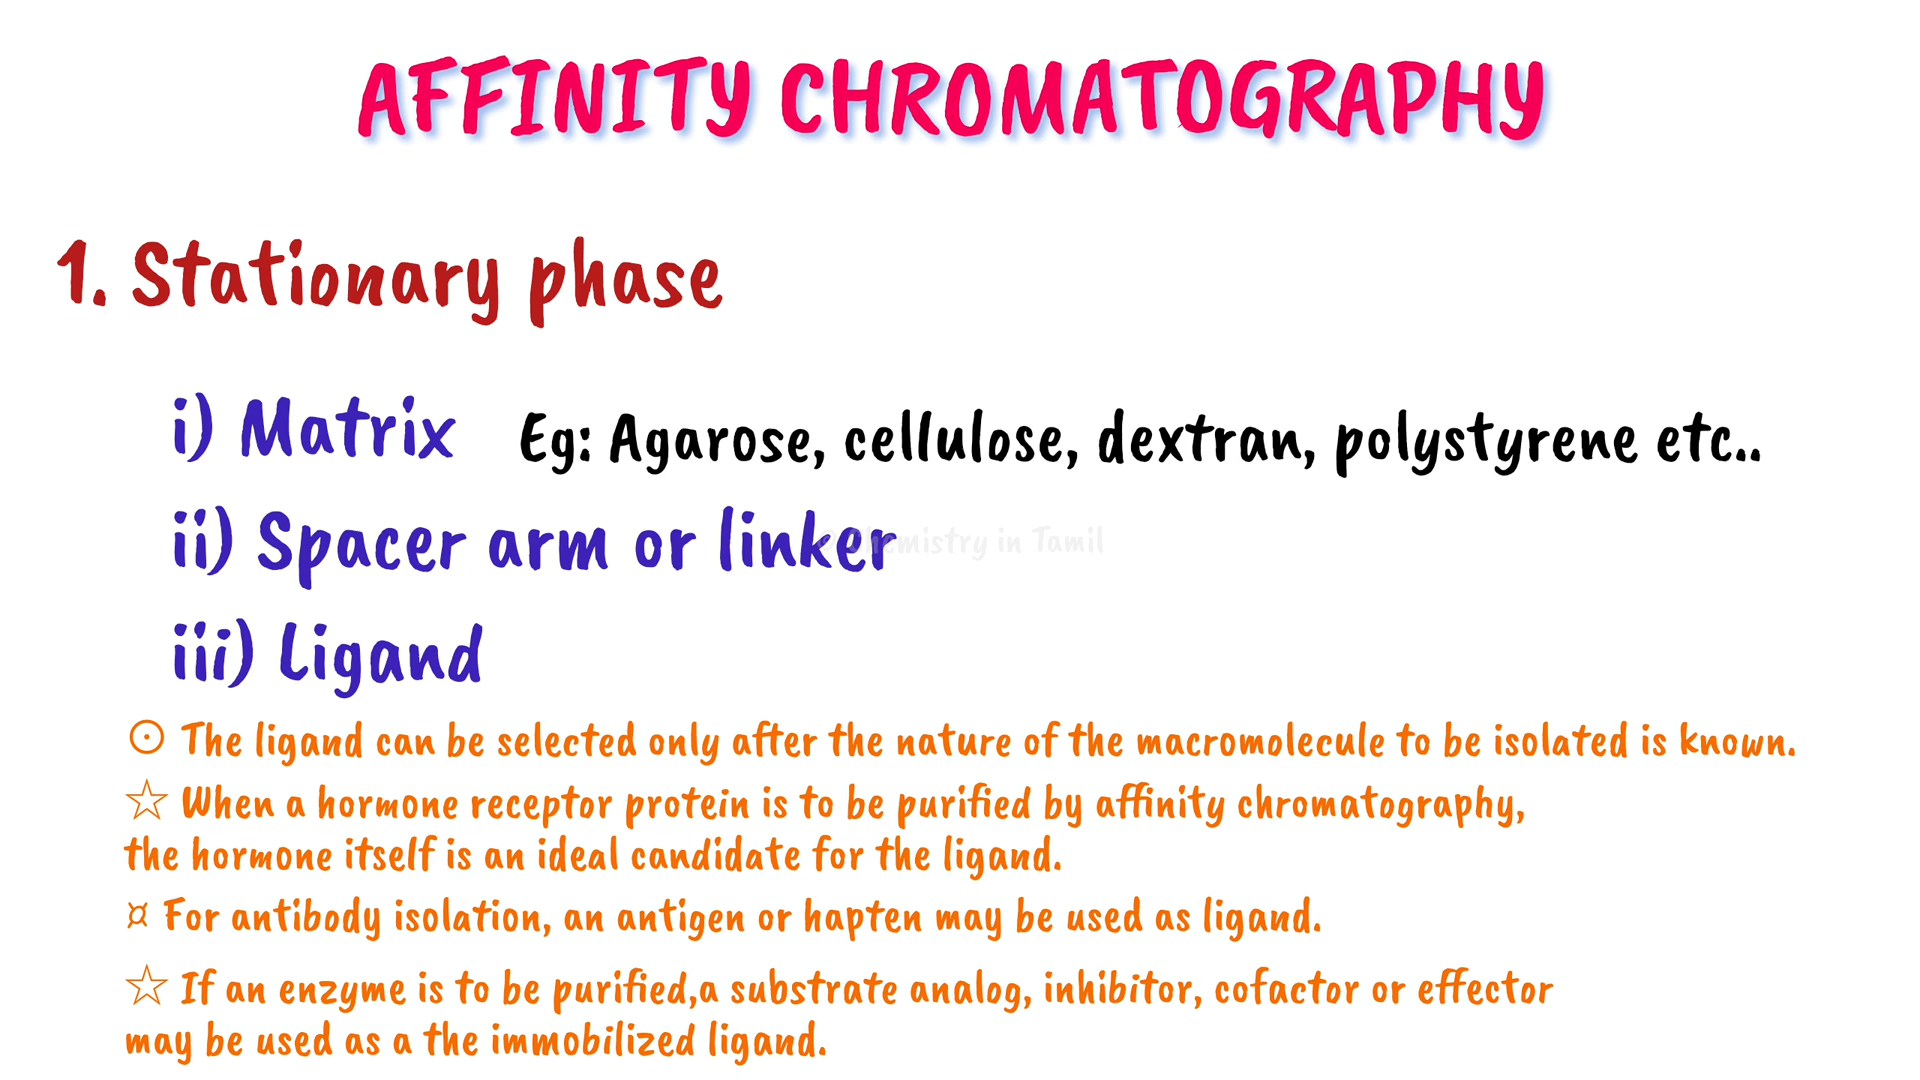 AFFINITY CHROMATOGRAPHY
1. Stationary phase
i) Matrix Eg: Agarose, cellulose, dextran, polystyrene etc..
ii) Spacer arm or linker
© Chemistry in Tamil
iii) Ligand
⊙ The ligand can be selected only after the nature of the macromolecule to be isolated is known.
☆ When a hormone receptor protein is to be purified by affinity chromatography,
the hormone itself is an ideal candidate for the ligand.
¤ For antibody isolation, an antigen or hapten may be used as ligand.
☆ If an enzyme is to be purified,a substrate analog, inhibitor, cofactor or effector
may be used as a the immobilized ligand.